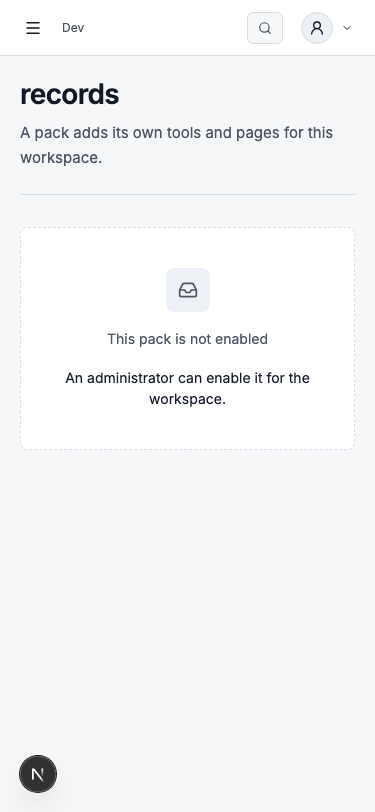 Dev
records
A pack adds its own tools and pages for this
workspace.
This pack is not enabled
An administrator can enable it for the
workspace.
N